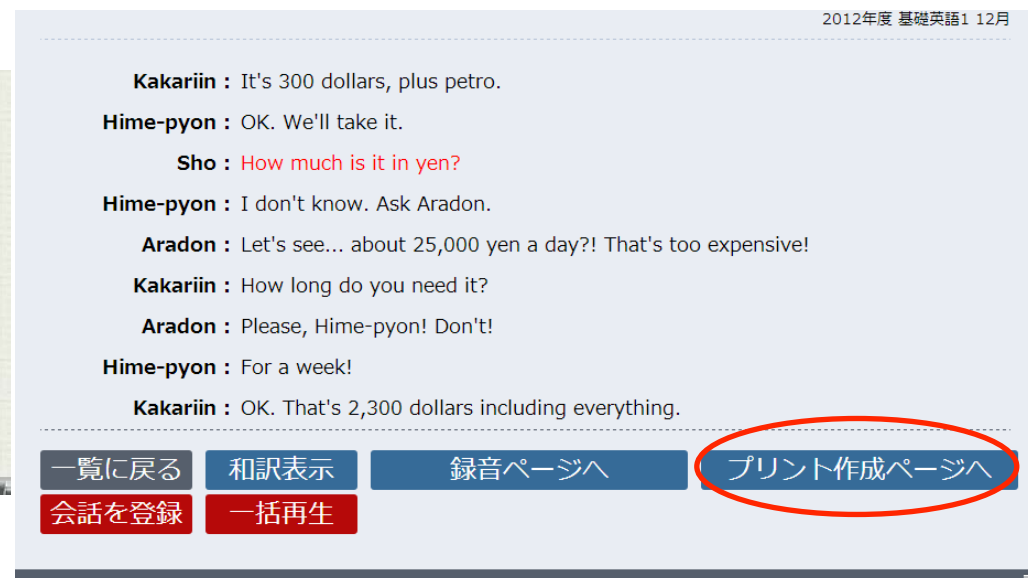 2012年度 基礎英語1 12月
Kakariin : It's 300 dollars, plus petro.
Hime-pyon : OK. We'll take it.
Sho : How much is it in yen?
Hime-pyon : I don't know. Ask Aradon.
Aradon : Let's see... about 25,000 yen a day?! That's too expensive!
Kakariin : How long do you need it?
Aradon : Please, Hime-pyon! Don't!
Hime-pyon : For a week!
Kakariin : OK. That's 2,300 dollars including everything.
一覧に戻る 和訳表示 録音ページへ プリント作成ページへ
会話を登録 一括再生